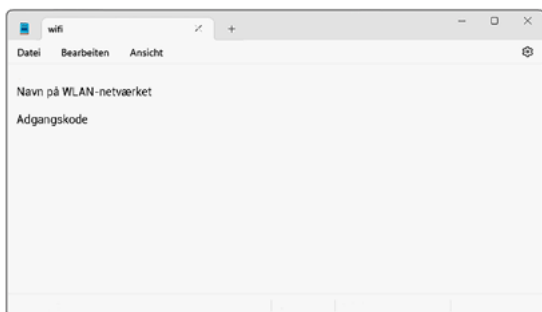 wifi
Datei Bearbeiten Ansicht
Navn på WLAN-netværket
Adgangskode